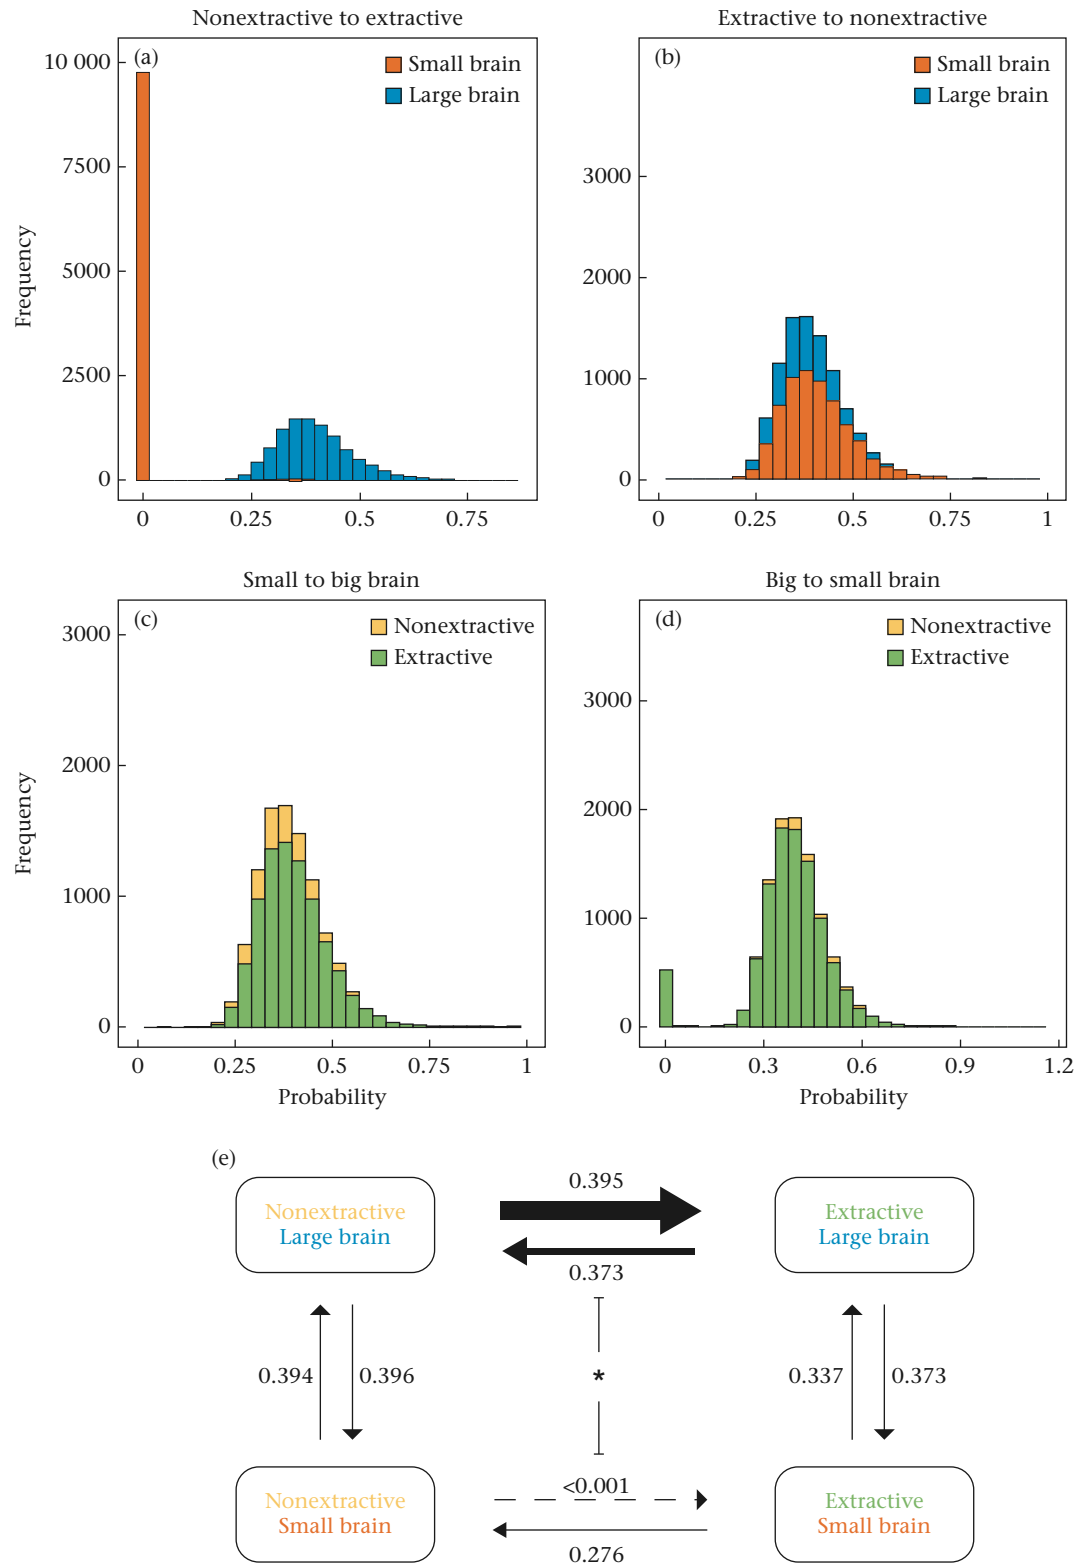 Nonextractive to extractive
(a)
Small brain
Large brain
10 000
7500
5000
2500
0
Frequency
0 0.25 0.5 0.75
Extractive to nonextractive
(b)
Small brain
Large brain
3000
2000
1000
0
0 0.25 0.5 0.75 1
Small to big brain
(c)
Nonextractive
Extractive
3000
2000
1000
0
Frequency
0 0.25 0.5 0.75 1
Probability
Big to small brain
(d)
Nonextractive
Extractive
3000
2000
1000
0
0 0.3 0.6 0.9 1.2
Probability
(e)
Nonextractive
Large brain
0.395
0.373
Extractive
Large brain
0.394
0.396
*
0.337
0.373
Nonextractive
Small brain
<0.001
0.276
Extractive
Small brain